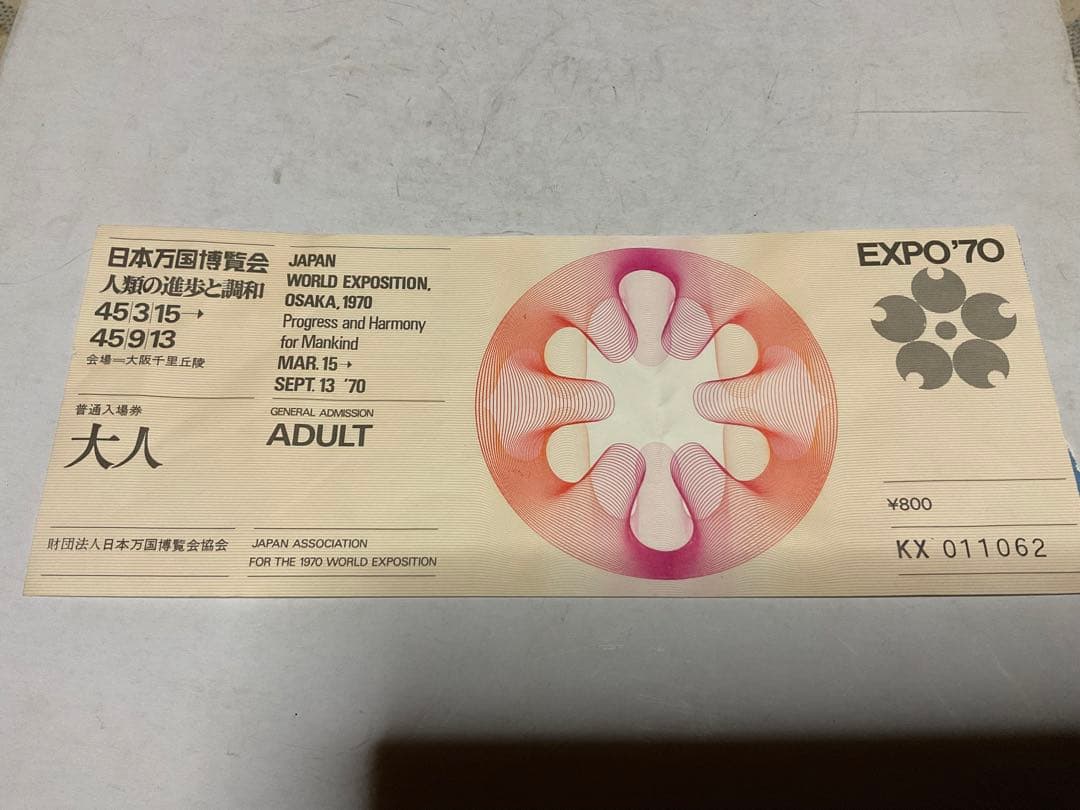 日本万国博覧会
人類の進歩と調和
45|3|15→
45|9|13
会場＝大阪千里丘陵
JAPAN
WORLD EXPOSITION,
OSAKA, 1970
Progress and Harmony
for Mankind
MAR. 15→
SEPT. 13 '70
普通入場券
大人
GENERAL ADMISSION
ADULT
財団法人日本万国博覧会協会
JAPAN ASSOCIATION
FOR THE 1970 WORLD EXPOSITION
EXPO'70
¥800
KX 011062